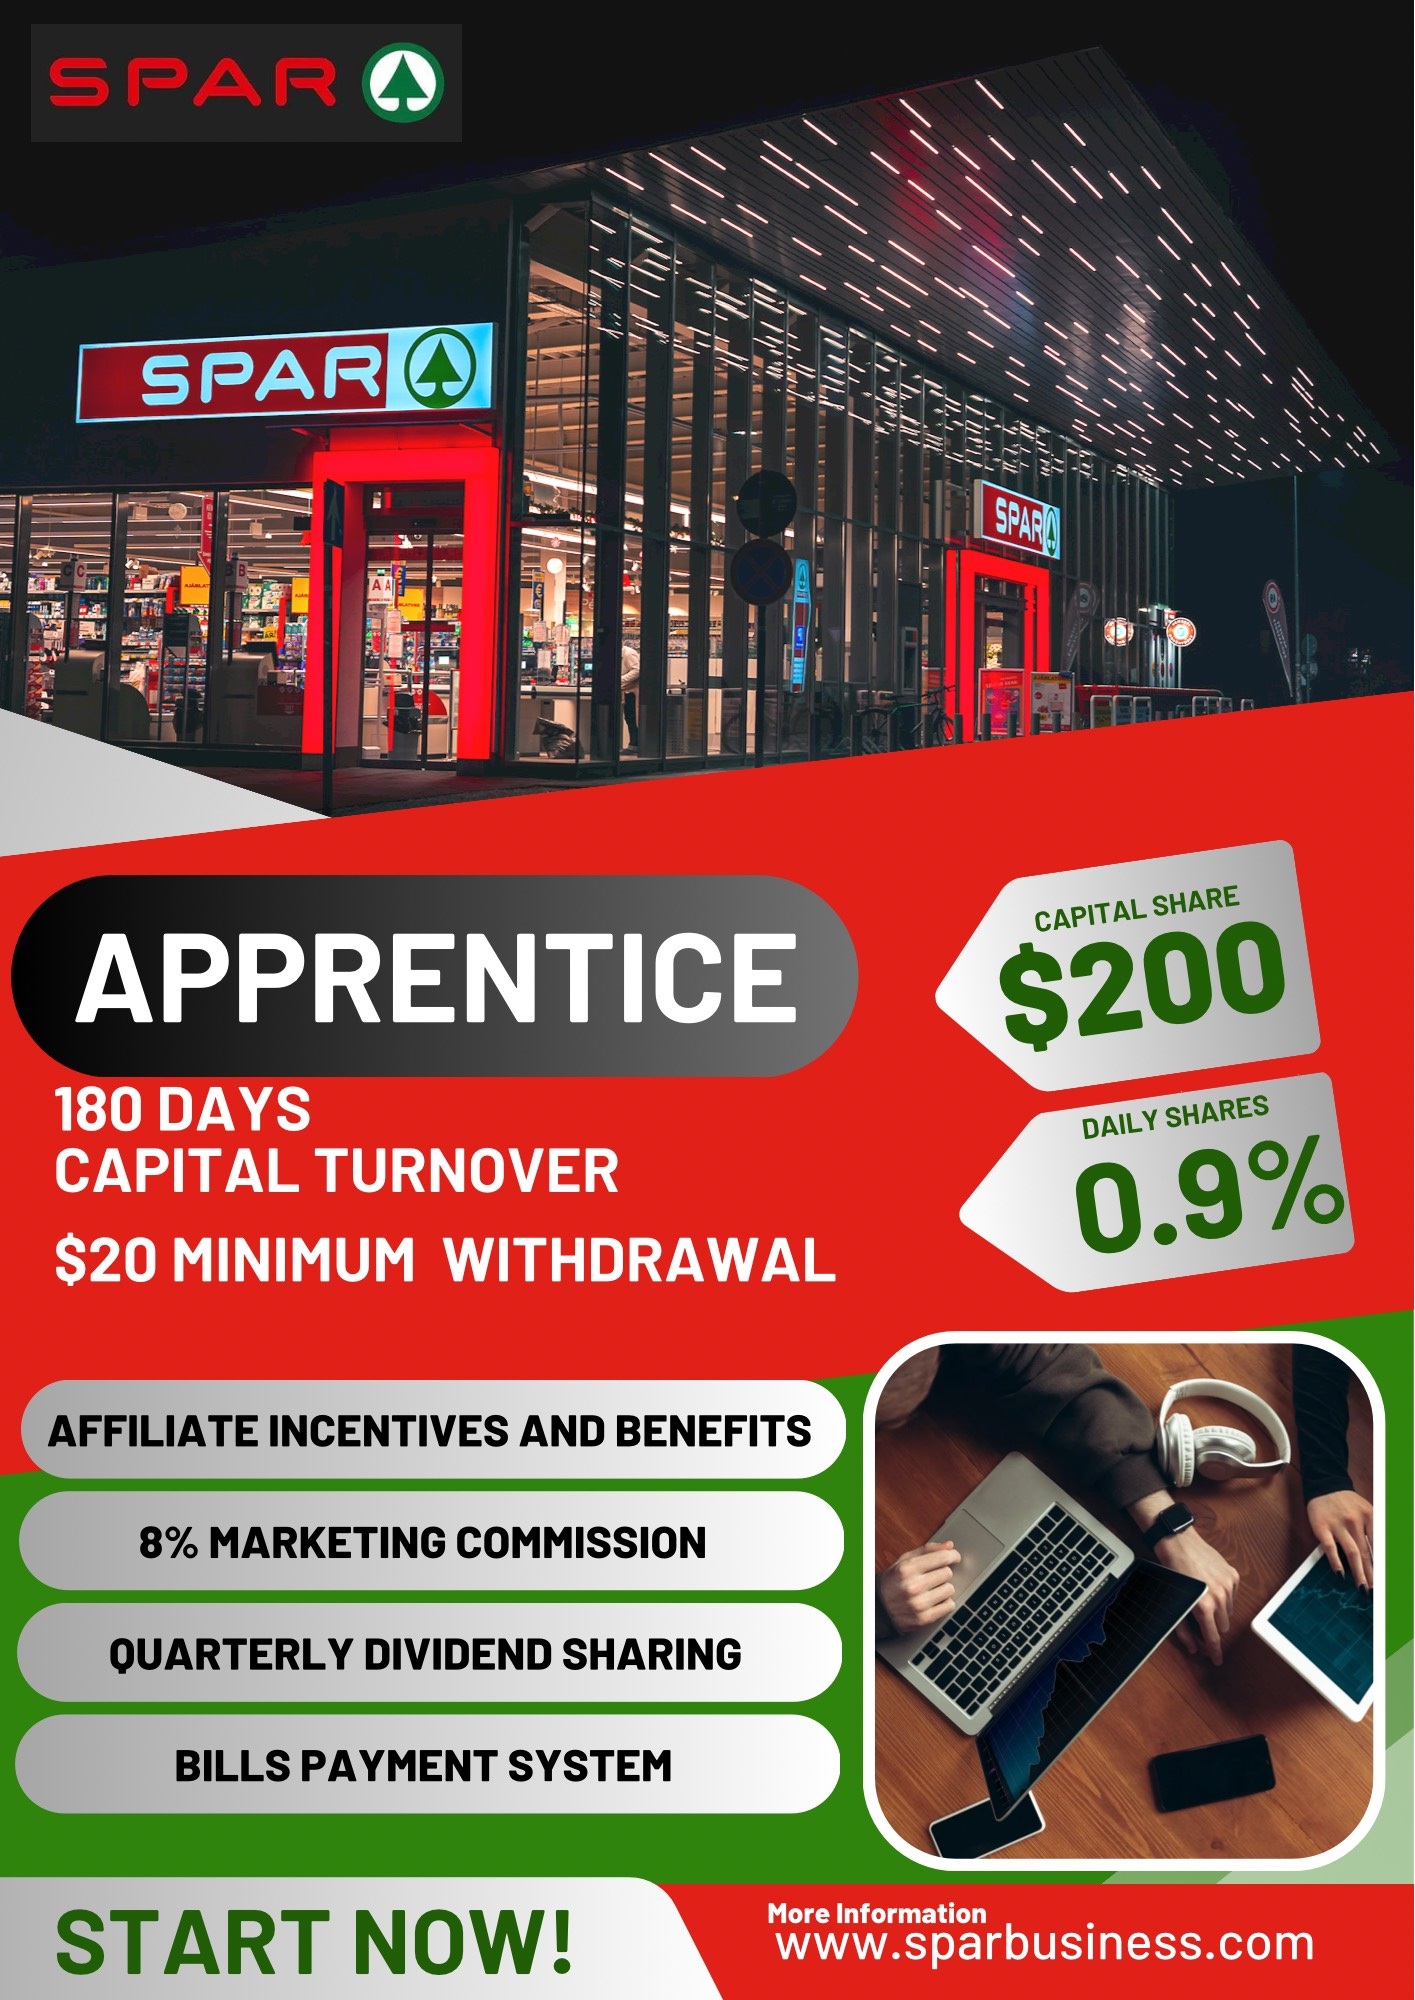 SPAR
SPAR
SPAR
APPRENTICE
180 DAYS
CAPITAL TURNOVER
$20 MINIMUM WITHDRAWAL
CAPITAL SHARE
$200
DAILY SHARES
0.9%
AFFILIATE INCENTIVES AND BENEFITS
8% MARKETING COMMISSION
QUARTERLY DIVIDEND SHARING
BILLS PAYMENT SYSTEM
START NOW!
More Information
www.sparbusiness.com